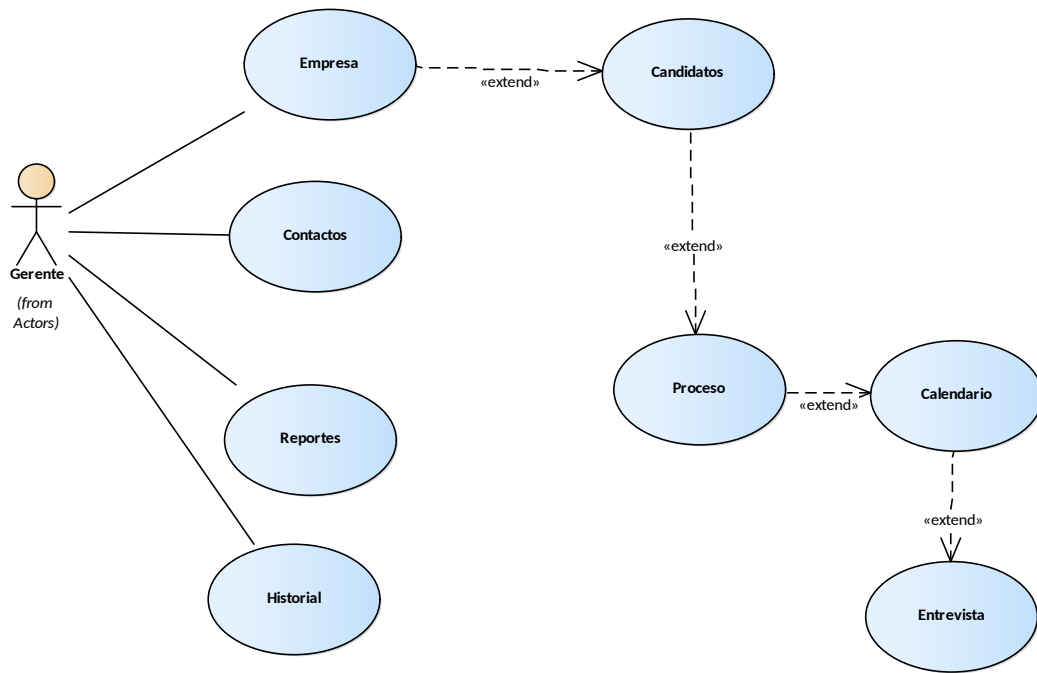 Empresa
«extend»
Candidatos
Contactos
«extend»
Gerente
(from
Actors)
Proceso
«extend»
Calendario
Reportes
«extend»
Historial
Entrevista